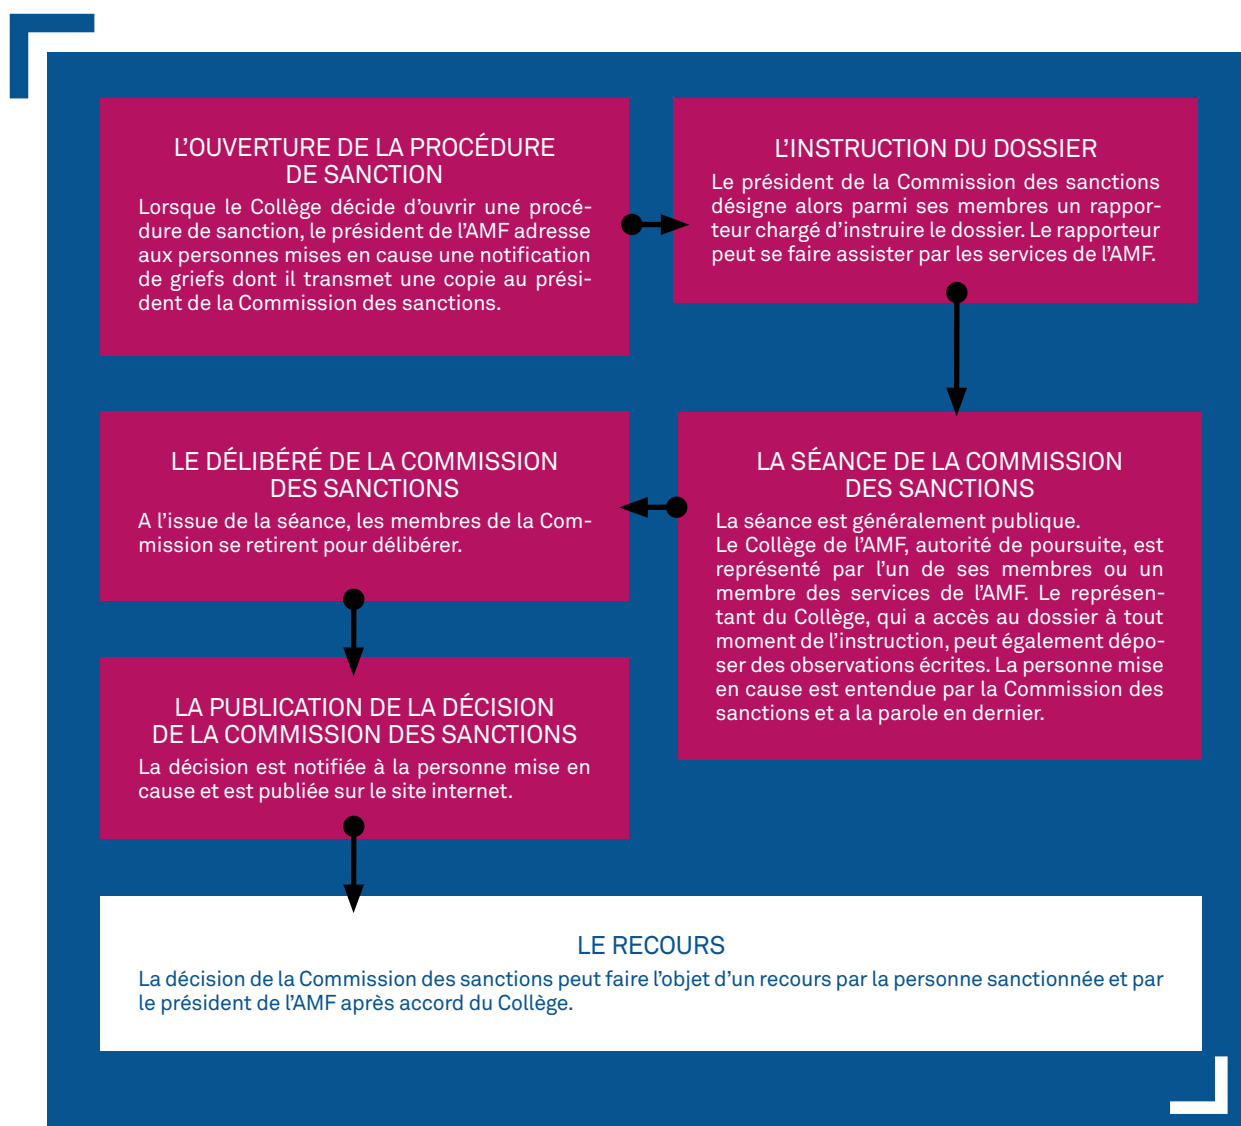 L'OUVERTURE DE LA PROCÉDURE
DE SANCTION
Lorsque le Collège décide d'ouvrir une procé-
dure de sanction, le président de l'AMF adresse
aux personnes mises en cause une notification
de griefs dont il transmet une copie au prési-
dent de la Commission des sanctions.
L'INSTRUCTION DU DOSSIER
Le président de la Commission des sanctions
désigne alors parmi ses membres un rappor-
teur chargé d'instruire le dossier. Le rapporteur
peut se faire assister par les services de l'AMF.
LA SÉANCE DE LA COMMISSION
DES SANCTIONS
La séance est généralement publique.
Le Collège de l'AMF, autorité de poursuite, est
représenté par l'un de ses membres ou un
membre des services de l'AMF. Le représen-
tant du Collège, qui a accès au dossier à tout
moment de l'instruction, peut également dépo-
ser des observations écrites. La personne mise
en cause est entendue par la Commission des
sanctions et a la parole en dernier.
LE DÉLIBÉRÉ DE LA COMMISSION
DES SANCTIONS
A l'issue de la séance, les membres de la Com-
mission se retirent pour délibérer.
LA PUBLICATION DE LA DÉCISION
DE LA COMMISSION DES SANCTIONS
La décision est notifiée à la personne mise en
cause et est publiée sur le site internet.
LE RECOURS
La décision de la Commission des sanctions peut faire l'objet d'un recours par la personne sanctionnée et par
le président de l'AMF après accord du Collège.